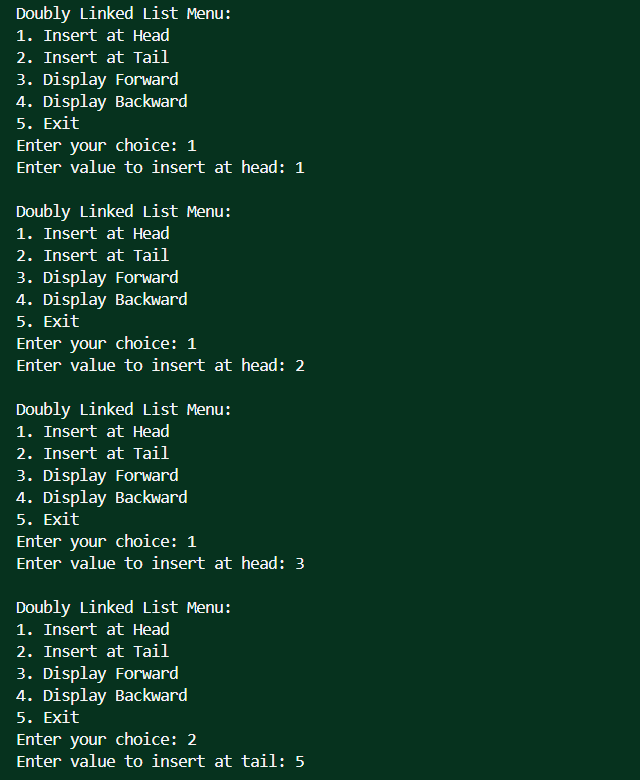 Doubly Linked List Menu:
1. Insert at Head
2. Insert at Tail
3. Display Forward
4. Display Backward
5. Exit
Enter your choice: 1
Enter value to insert at head: 1

Doubly Linked List Menu:
1. Insert at Head
2. Insert at Tail
3. Display Forward
4. Display Backward
5. Exit
Enter your choice: 1
Enter value to insert at head: 2

Doubly Linked List Menu:
1. Insert at Head
2. Insert at Tail
3. Display Forward
4. Display Backward
5. Exit
Enter your choice: 1
Enter value to insert at head: 3

Doubly Linked List Menu:
1. Insert at Head
2. Insert at Tail
3. Display Forward
4. Display Backward
5. Exit
Enter your choice: 2
Enter value to insert at tail: 5